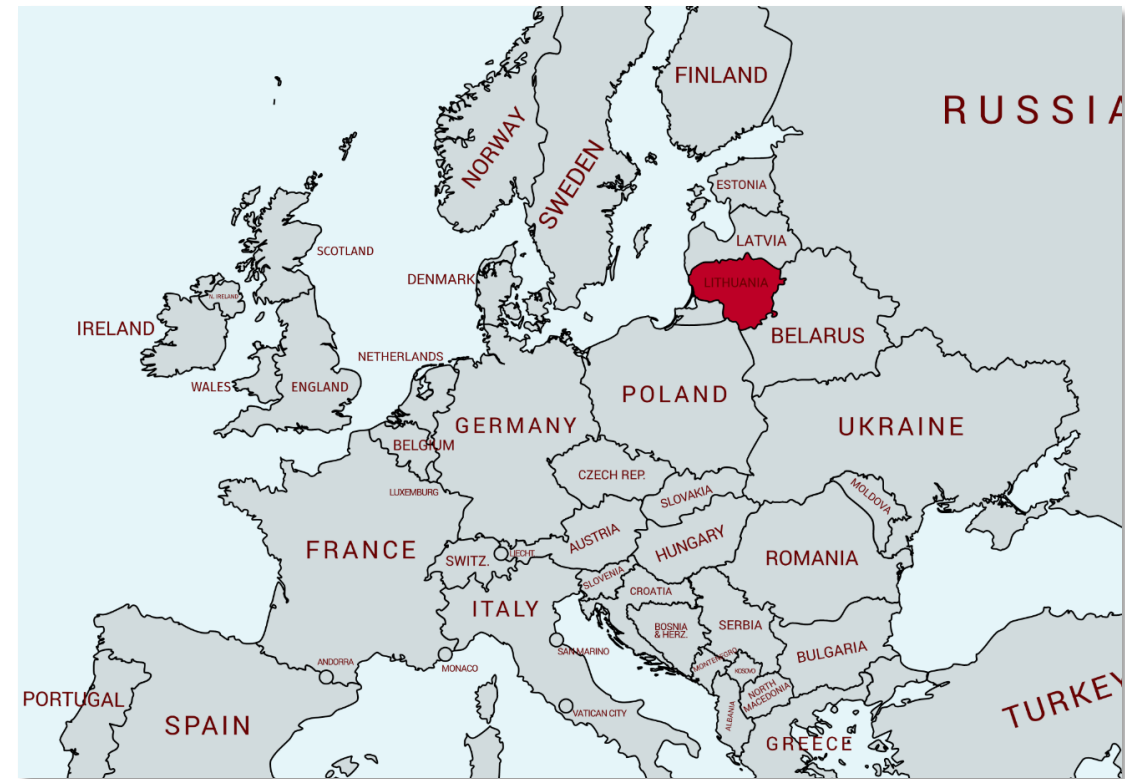 FINLAND
RUSSIA
NORWAY
SWEDEN
ESTONIA
SCOTLAND
LATVIA
DENMARK
LITHUANIA
N. IRELAND
IRELAND
BELARUS
NETHERLANDS
WALES
ENGLAND
POLAND
GERMANY
UKRAINE
BELGIUM
CZECH REP.
LUXEMBURG
SLOVAKIA
MOLDOVA
AUSTRIA
HUNGARY
FRANCE
SWITZ.
LIECHT.
ROMANIA
SLOVENIA
CROATIA
ITALY
BOSNIA
& HERZ.
SERBIA
SAN MARINO
BULGARIA
ANDORRA
MONACO
MONTENEGRO
KOSOVO
PORTUGAL
NORTH
MACEDONIA
TURKEY
SPAIN
VATICAN CITY
ALBANIA
GREECE